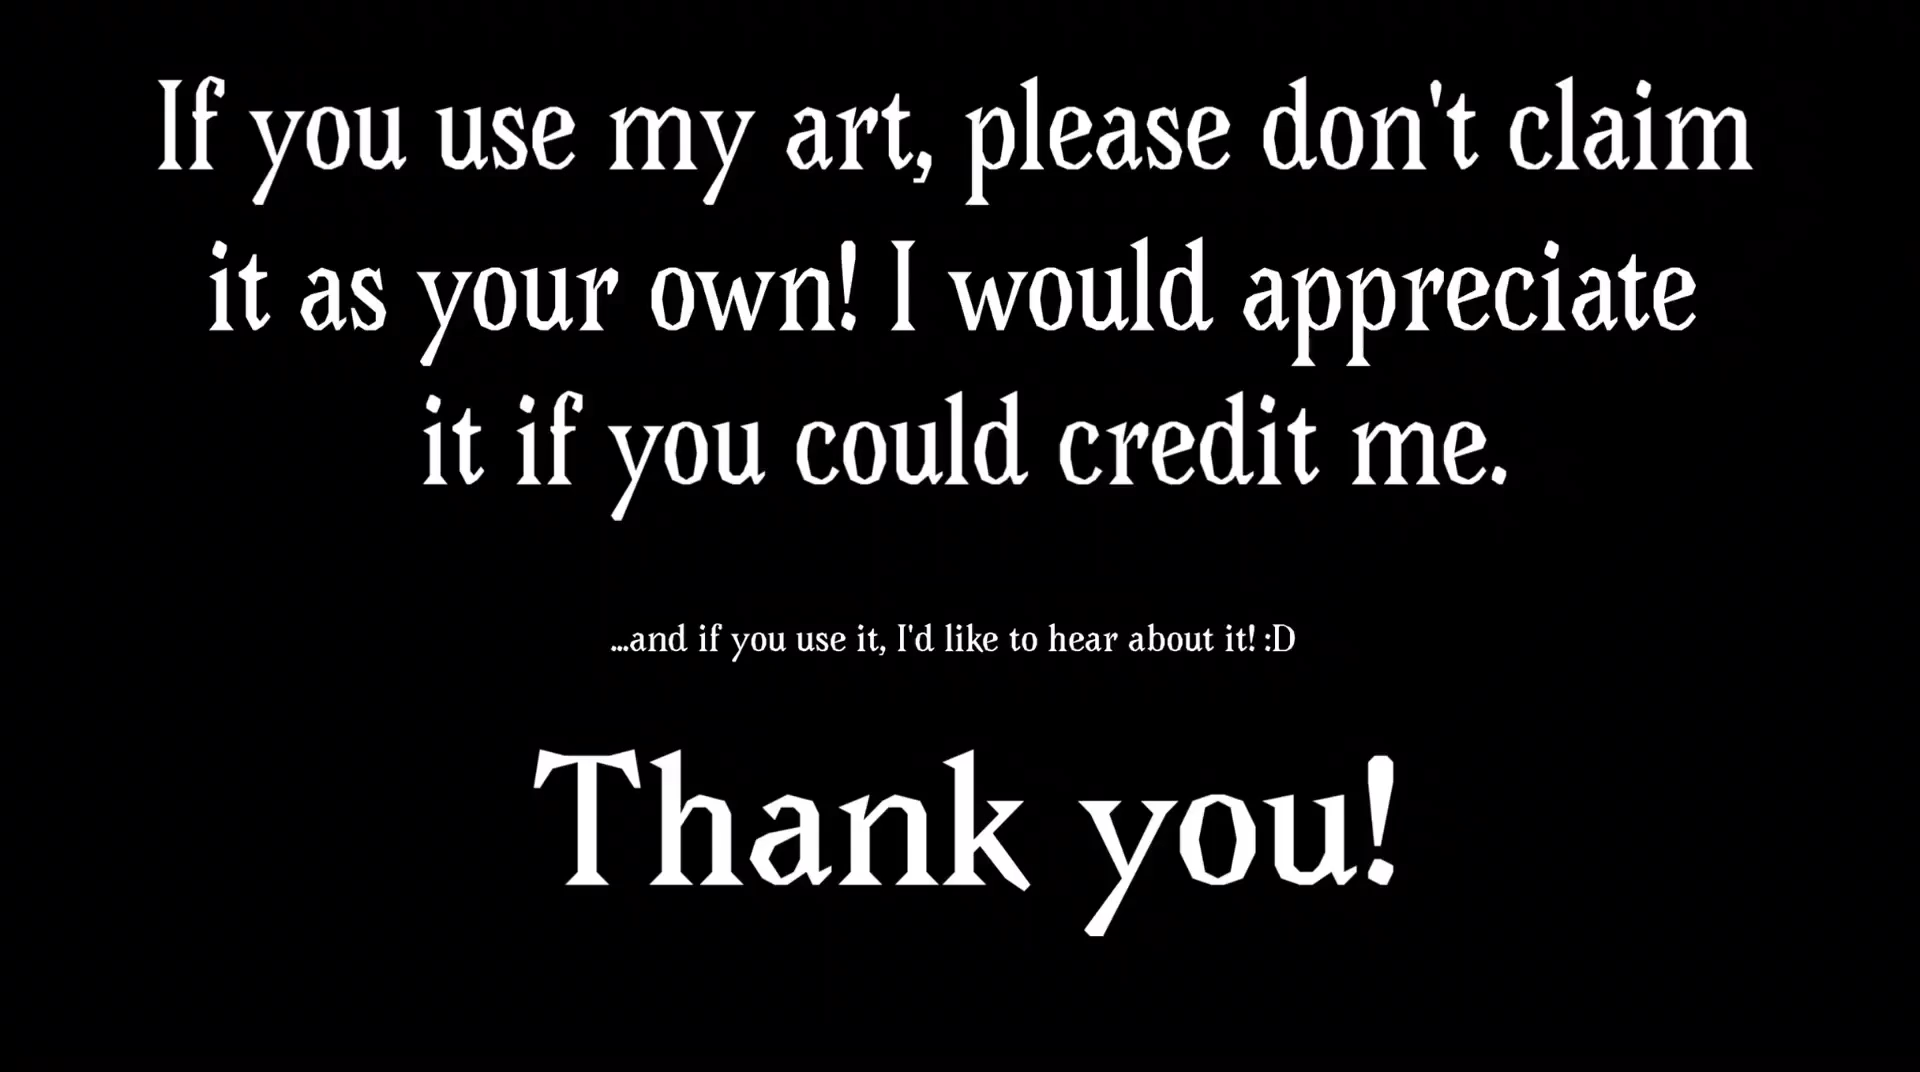 If you use my art, please don't claim
it as your own! I would appreciate
it if you could credit me.
...and if you use it, I'd like to hear about it! :D
Thank you!